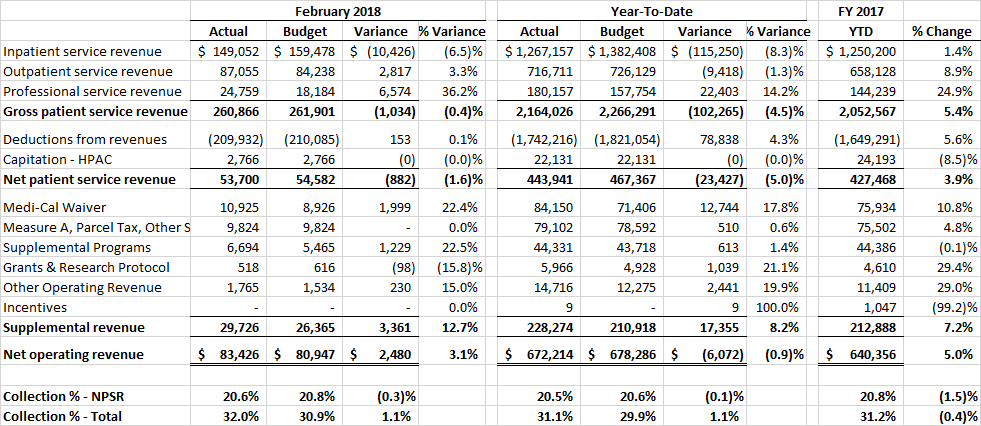 February 2018 Year-To-Date FY 2017
Actual Budget Variance % Variance Actual Budget Variance % Variance YTD % Change
Inpatient service revenue $ 149,052 $ 159,478 $ (10,426) (6.5)% $ 1,267,157 $ 1,382,408 $ (115,250) (8.3)% $ 1,250,200 1.4%
Outpatient service revenue 87,055 84,238 2,817 3.3% 716,711 726,129 (9,418) (1.3)% 658,128 8.9%
Professional service revenue 24,759 18,184 6,574 36.2% 180,157 157,754 22,403 14.2% 144,239 24.9%
Gross patient service revenue 260,866 261,901 (1,034) (0.4)% 2,164,026 2,266,291 (102,265) (4.5)% 2,052,567 5.4%
Deductions from revenues (209,932) (210,085) 153 0.1% (1,742,216) (1,821,054) 78,838 4.3% (1,649,291) 5.6%
Capitation - HPAC 2,766 2,766 (0) (0.0)% 22,131 22,131 (0) (0.0)% 24,193 (8.5)%
Net patient service revenue 53,700 54,582 (882) (1.6)% 443,941 467,367 (23,427) (5.0)% 427,468 3.9%
Medi-Cal Waiver 10,925 8,926 1,999 22.4% 84,150 71,406 12,744 17.8% 75,934 10.8%
Measure A, Parcel Tax, Other S 9,824 9,824 - 0.0% 79,102 78,592 510 0.6% 75,502 4.8%
Supplemental Programs 6,694 5,465 1,229 22.5% 44,331 43,718 613 1.4% 44,386 (0.1)%
Grants & Research Protocol 518 616 (98) (15.8)% 5,966 4,928 1,039 21.1% 4,610 29.4%
Other Operating Revenue 1,765 1,534 230 15.0% 14,716 12,275 2,441 19.9% 11,409 29.0%
Incentives - - - 0.0% 9 - 9 100.0% 1,047 (99.2)%
Supplemental revenue 29,726 26,365 3,361 12.7% 228,274 210,918 17,355 8.2% 212,888 7.2%
Net operating revenue $ 83,426 $ 80,947 $ 2,480 3.1% $ 672,214 $ 678,286 $ (6,072) (0.9)% $ 640,356 5.0%
Collection % - NPSR 20.6% 20.8% (0.3)% 20.5% 20.6% (0.1)% 20.8% (1.5)%
Collection % - Total 32.0% 30.9% 1.1% 31.1% 29.9% 1.1% 31.2% (0.4)%